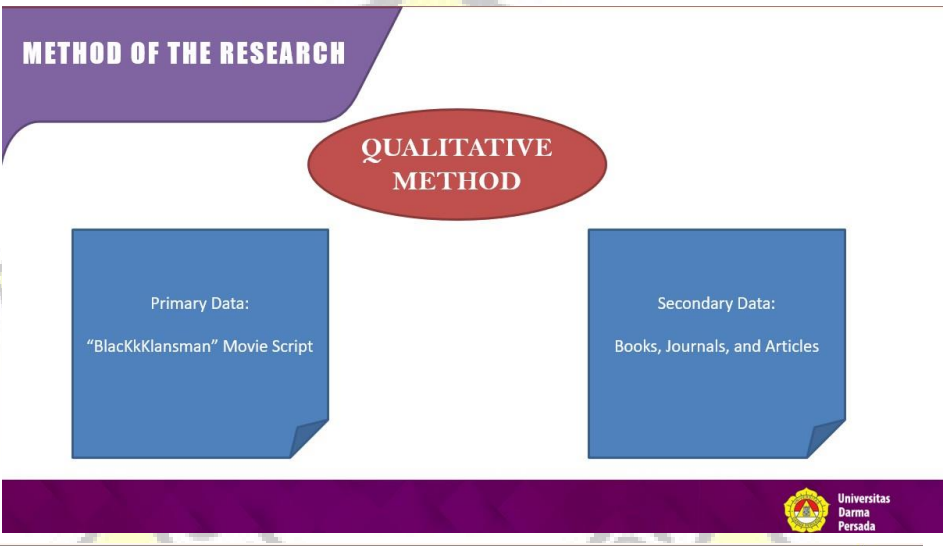 METHOD OF THE RESEARCH
QUALITATIVE
METHOD
Primary Data:
“BlacKkKlansman” Movie Script
Secondary Data:
Books, Journals, and Articles
Universitas
Darma
Persada